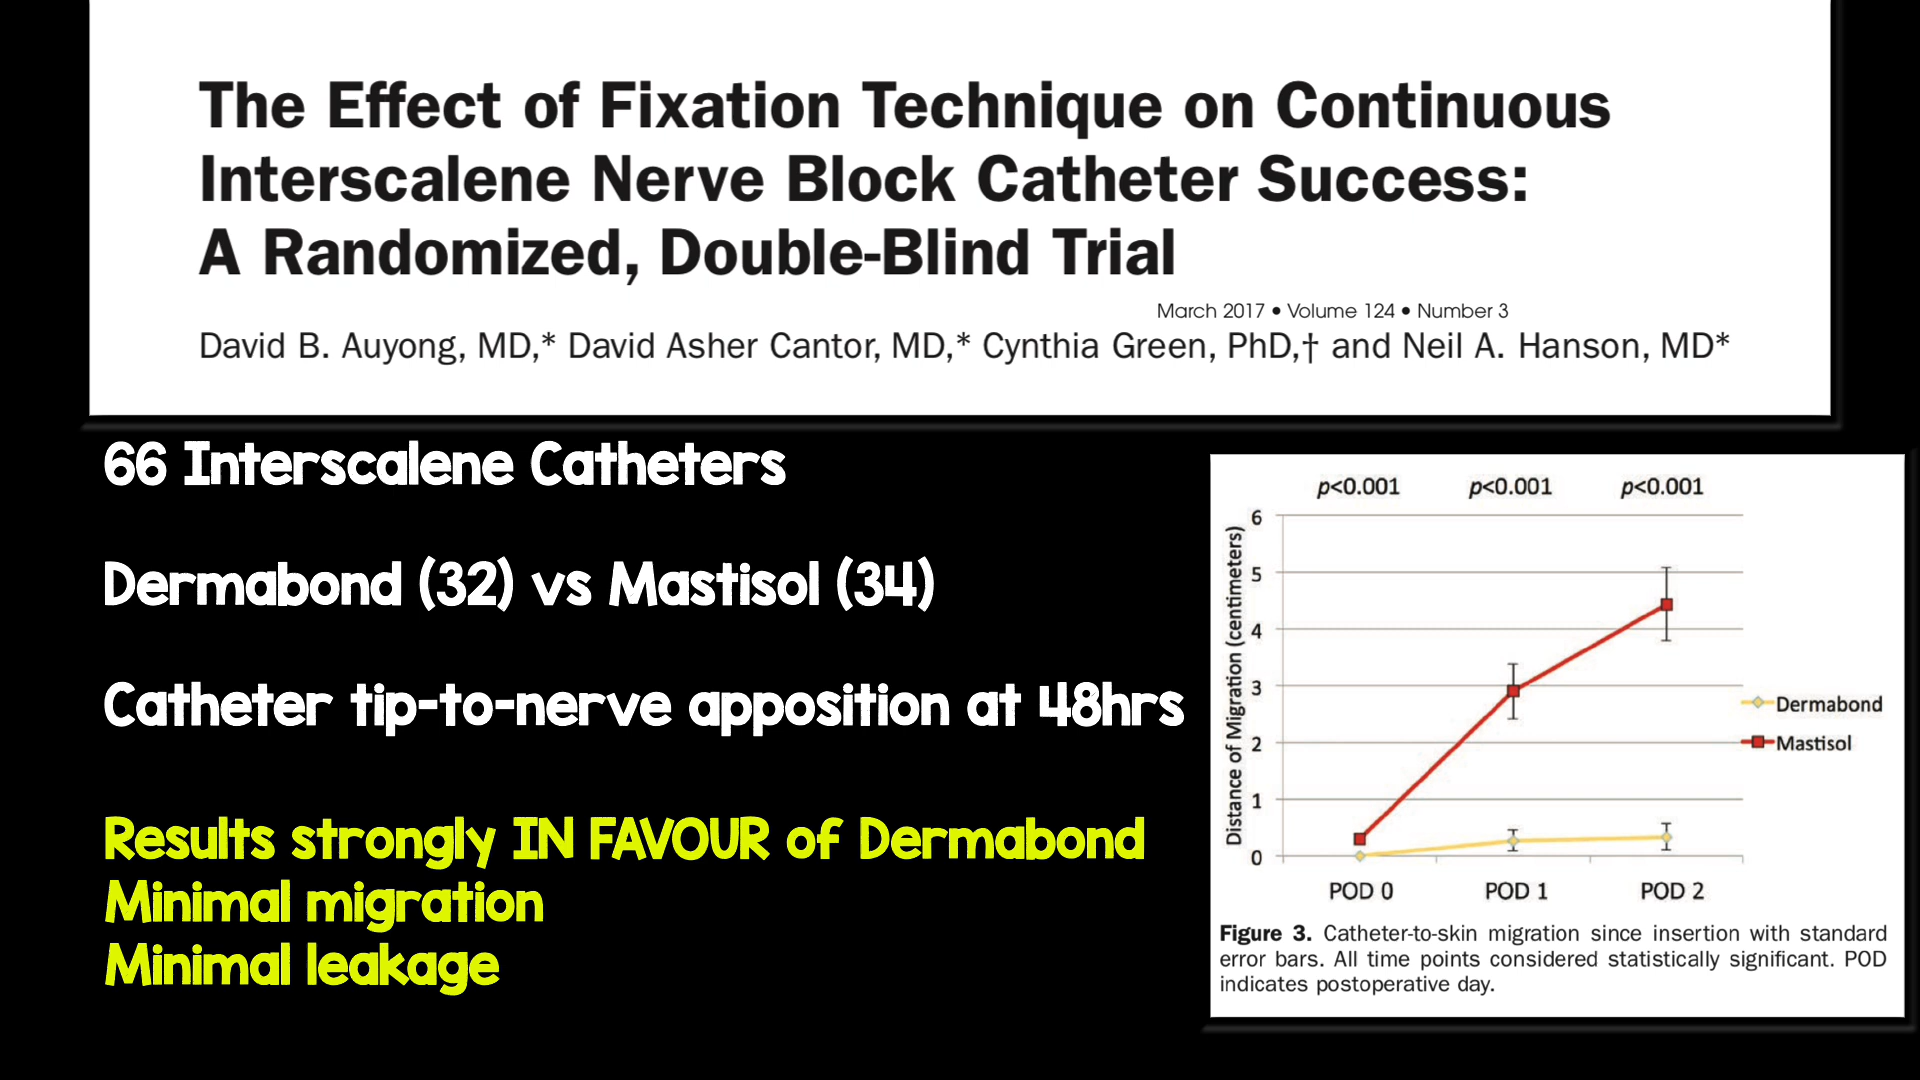 The Effect of Fixation Technique on Continuous
Interscalene Nerve Block Catheter Success:
A Randomized, Double-Blind Trial
March 2017 • Volume 124 • Number 3
David B. Auyong, MD,* David Asher Cantor, MD,* Cynthia Green, PhD,† and Neil A. Hanson, MD*
66 Interscalene Catheters
Dermabond (32) vs Mastisol (34)
Catheter tip-to-nerve apposition at 48hrs
Results strongly IN FAVOUR of Dermabond
Minimal migration
Minimal leakage
p<0.001 p<0.001 p<0.001
Distance of Migration (centimeters)
6
5
4
3
2
1
0
POD 0 POD 1 POD 2
Dermabond
Mastisol
Figure 3. Catheter-to-skin migration since insertion with standard
error bars. All time points considered statistically significant. POD
indicates postoperative day.